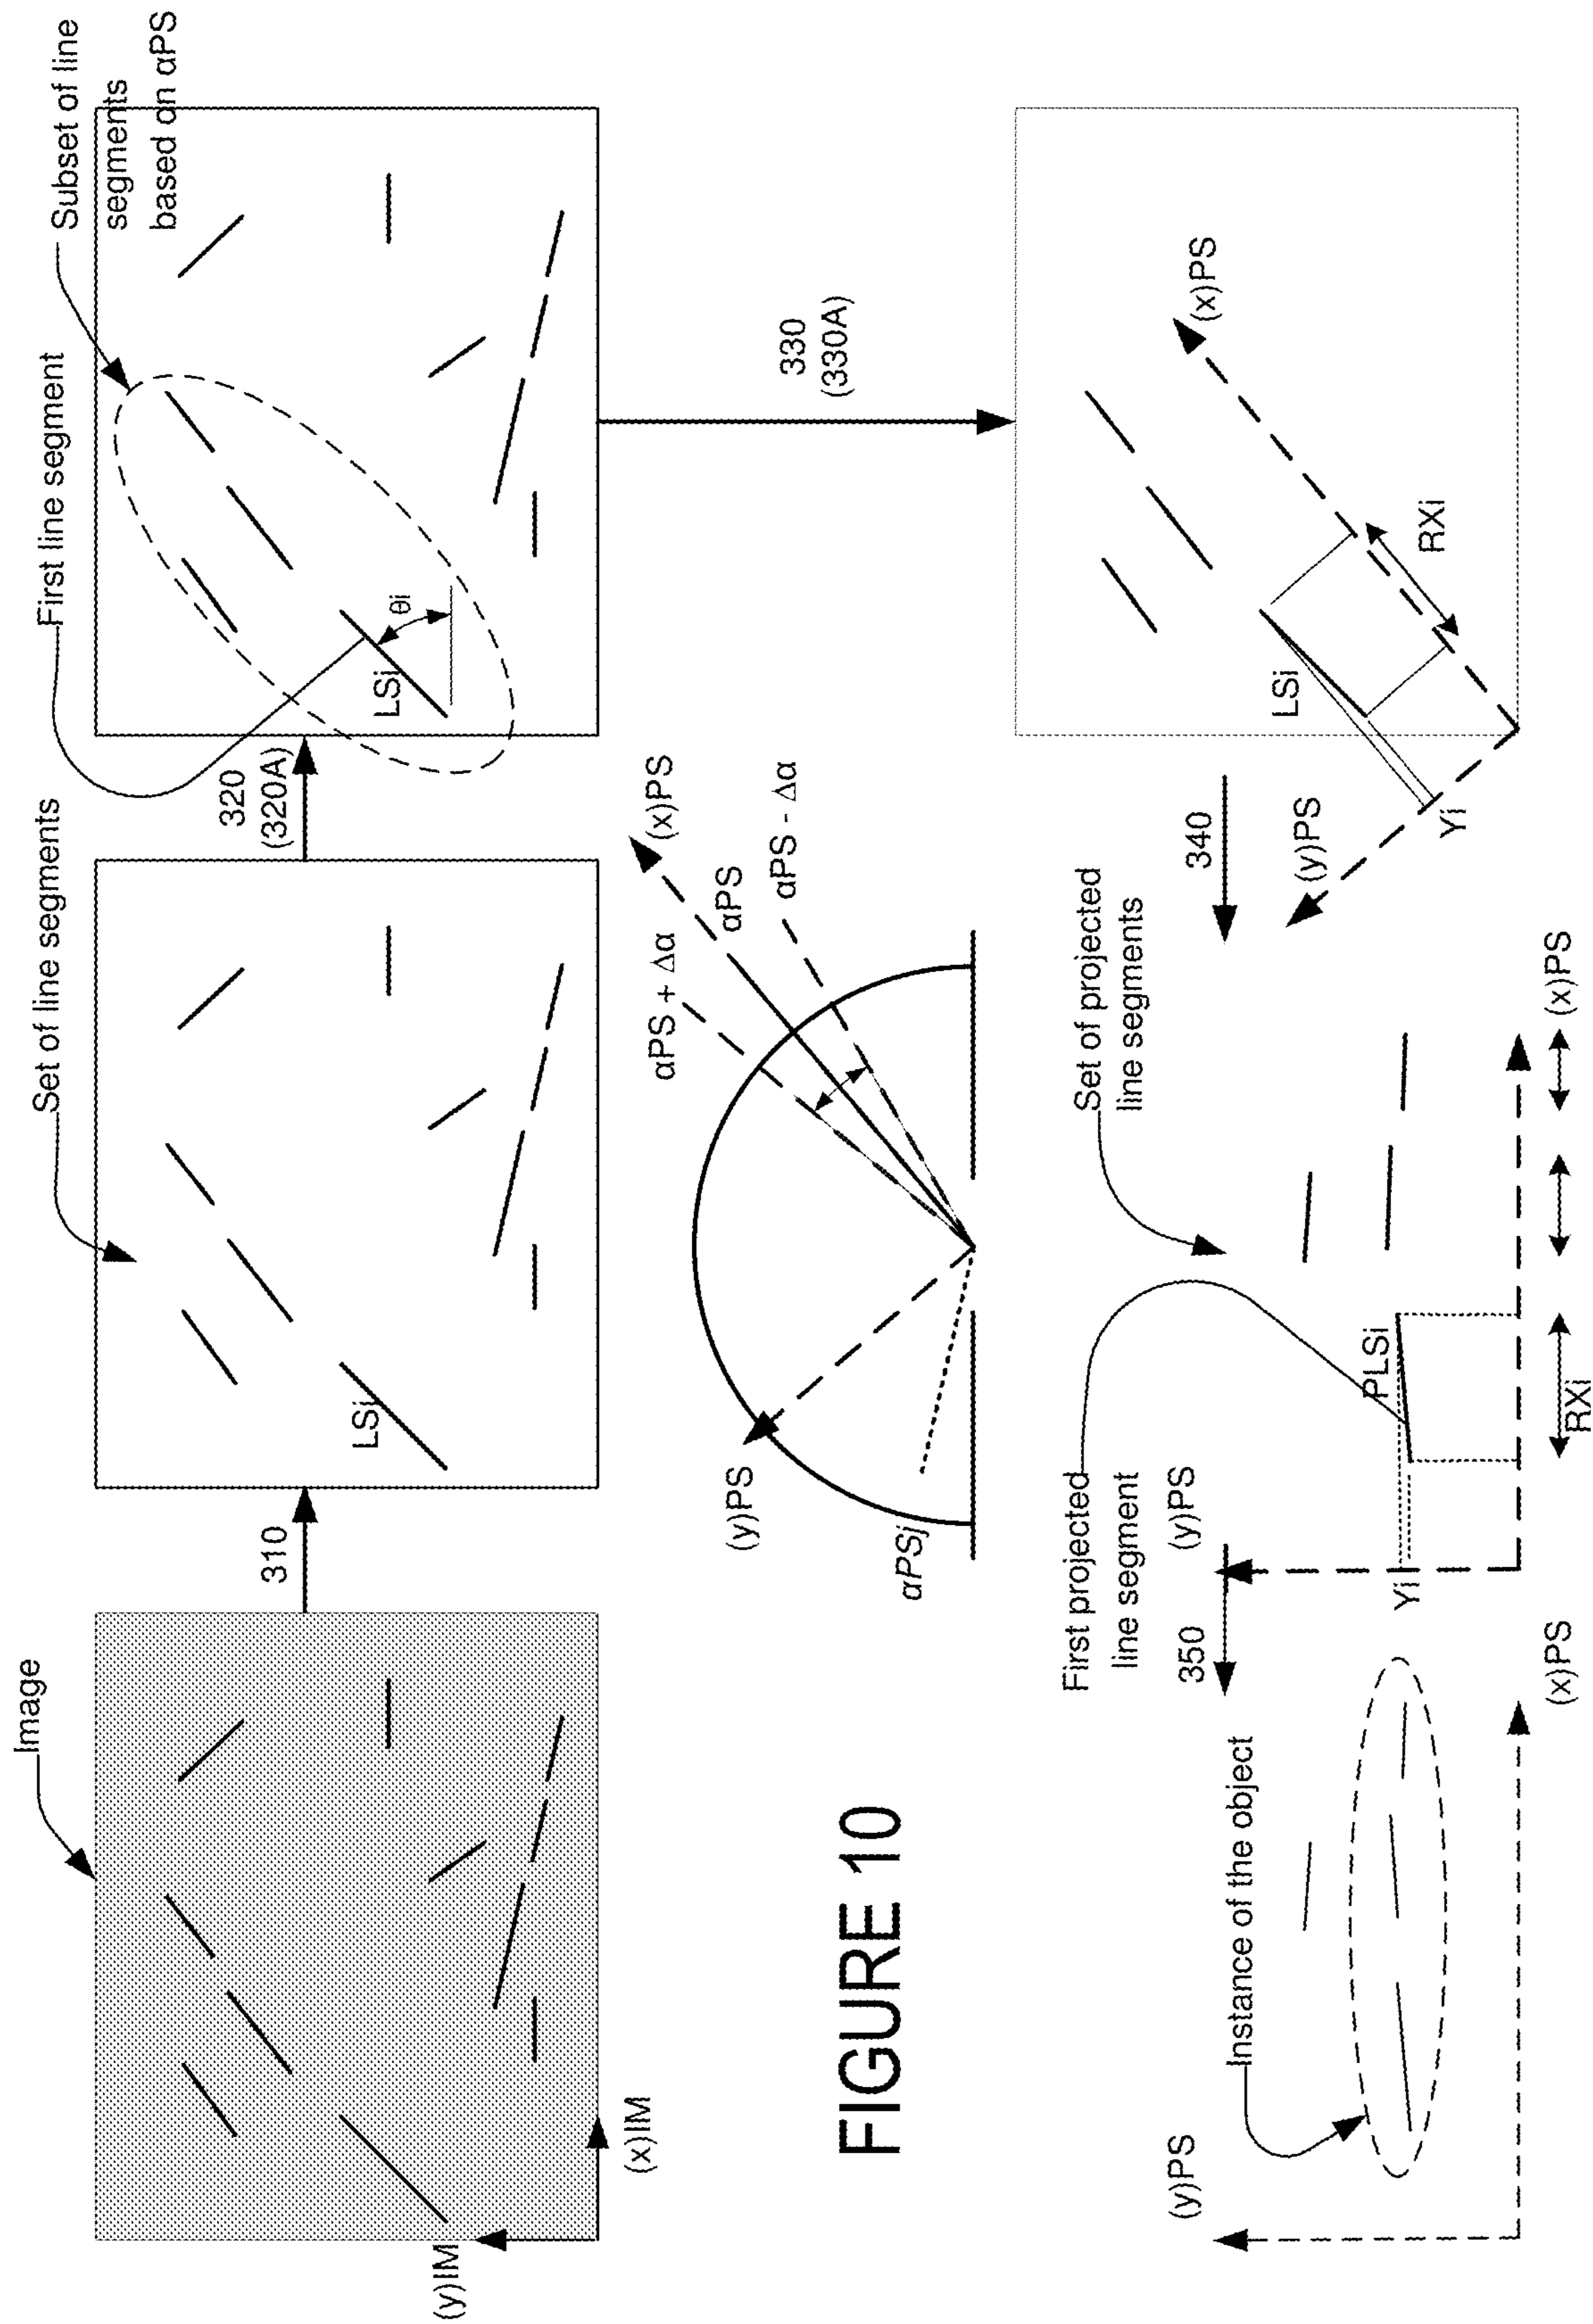 Image
(y)IM
(x)IM
310
Set of line segments
LSi
320
(320A)
First line segment
Subset of line
segments
based on αPS
LSi
θi
(y)PS
αPSj
αPS + Δα
(x)PS
αPS
αPS - Δα
330
(330A)
FIGURE 10
(y)PS
Instance of the object
(x)PS
350
First projected
line segment
(y)PS
Yi
PLSi
RXi
Set of projected
line segments
(x)PS
340
(y)PS
Yi
LSi
RXi
(x)PS